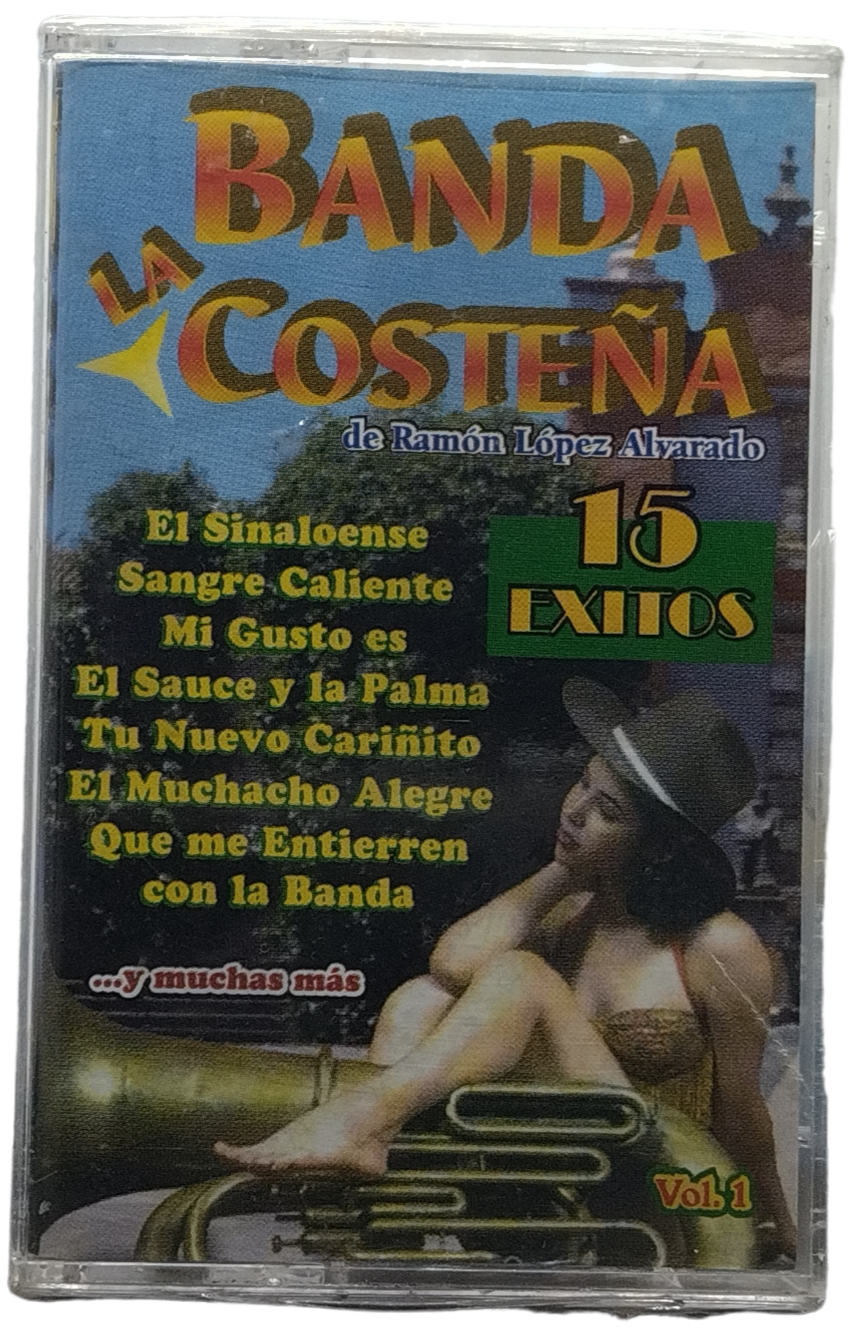 BANDA
LA
COSTEÑA
de Ramón López Alvarado
15
EXITOS
El Sinaloense
Sangre Caliente
Mi Gusto es
El Sauce y la Palma
Tu Nuevo Cariñito
El Muchacho Alegre
Que me Entierren
con la Banda
...y muchas más
Vol. 1